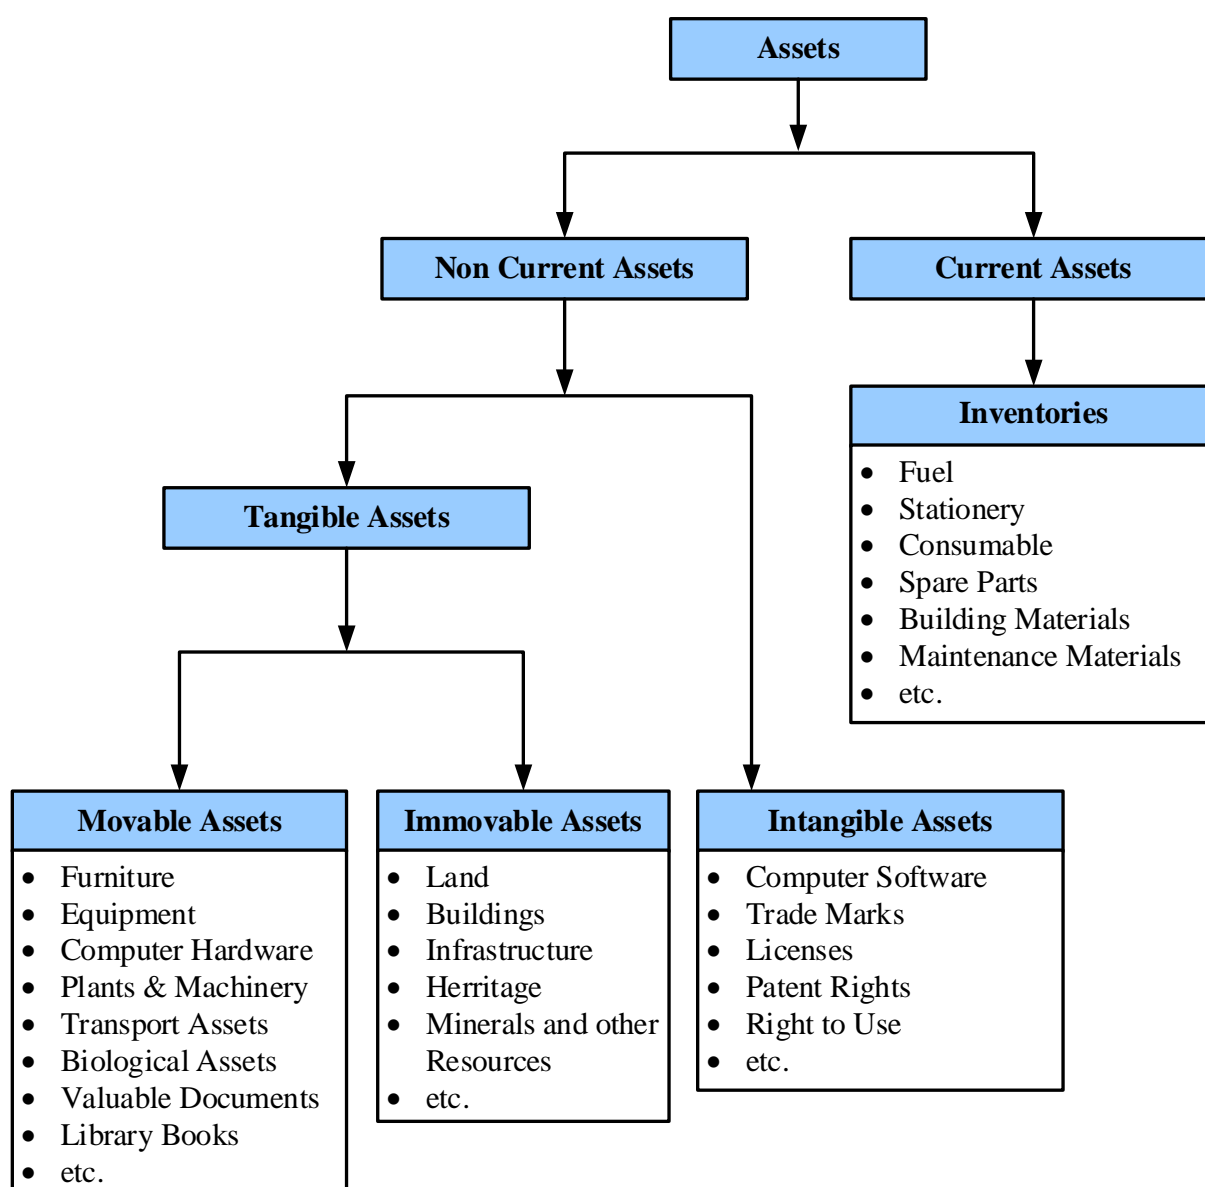 Assets
Non Current Assets
Current Assets
Inventories
• Fuel
• Stationery
• Consumable
• Spare Parts
• Building Materials
• Maintenance Materials
• etc.
Tangible Assets
Movable Assets
• Furniture
• Equipment
• Computer Hardware
• Plants & Machinery
• Transport Assets
• Biological Assets
• Valuable Documents
• Library Books
• etc.
Immovable Assets
• Land
• Buildings
• Infrastructure
• Herritage
• Minerals and other
Resources
• etc.
Intangible Assets
• Computer Software
• Trade Marks
• Licenses
• Patent Rights
• Right to Use
• etc.